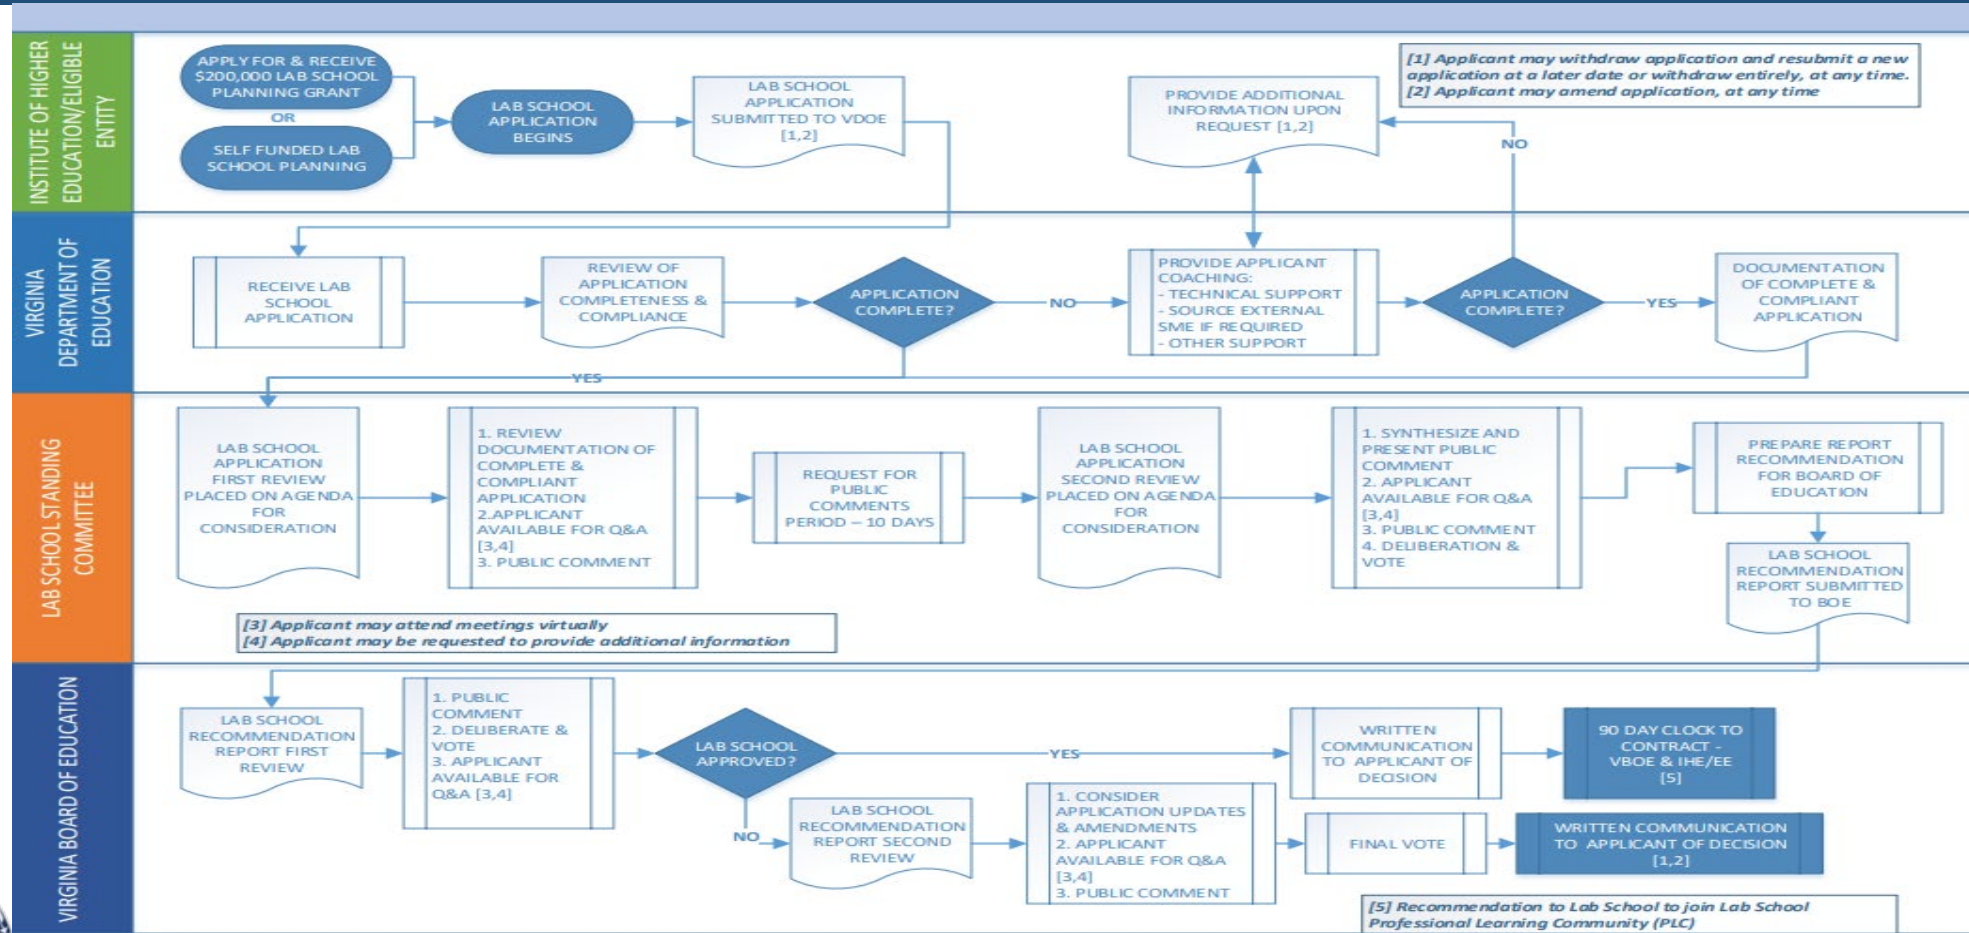 INSTITUTE OF HIGHER
EDUCATION/ELIGIBLE
ENTITY
APPLY FOR & RECEIVE
$200,000 LAB SCHOOL
PLANNING GRANT
OR
SELF FUNDED LAB
SCHOOL PLANNING
LAB SCHOOL
APPLICATION
BEGINS
LAB SCHOOL
APPLICATION
SUBMITTED TO VDOE
[1,2]
PROVIDE ADDITIONAL
INFORMATION UPON
REQUEST [1,2]
[1] Applicant may withdraw application and resubmit a new
application at a later date or withdraw entirely, at any time.
[2] Applicant may amend application, at any time
NO
VIRGINIA
DEPARTMENT OF
EDUCATION
RECEIVE LAB
SCHOOL
APPLICATION
REVIEW OF
APPLICATION
COMPLETENESS &
COMPLIANCE
APPLICATION
COMPLETE?
NO
PROVIDE APPLICANT
COACHING:
- TECHNICAL SUPPORT
- SOURCE EXTERNAL
SME IF REQUIRED
- OTHER SUPPORT
APPLICATION
COMPLETE?
YES
DOCUMENTATION
OF COMPLETE &
COMPLIANT
APPLICATION
YES
LAB SCHOOL STANDING
COMMITTEE
LAB SCHOOL
APPLICATION
FIRST REVIEW
PLACED ON AGENDA
FOR
CONSIDERATION
1. REVIEW
DOCUMENTATION OF
COMPLETE &
COMPLIANT
APPLICATION
2.APPLICANT
AVAILABLE FOR Q&A
[3,4]
3. PUBLIC COMMENT
REQUEST FOR
PUBLIC
COMMENTS
PERIOD – 10 DAYS
LAB SCHOOL
APPLICATION
SECOND REVIEW
PLACED ON AGENDA
FOR
CONSIDERATION
1. SYNTHESIZE AND
PRESENT PUBLIC
COMMENT
2. APPLICANT
AVAILABLE FOR Q&A
[3,4]
3. PUBLIC COMMENT
4. DELIBERATION &
VOTE
PREPARE REPORT
RECOMMENDATION
FOR BOARD OF
EDUCATION
LAB SCHOOL
RECOMMENDATION
REPORT SUBMITTED
TO BOE
[3] Applicant may attend meetings virtually
[4] Applicant may be requested to provide additional information
VIRGINIA BOARD OF EDUCATION
LAB SCHOOL
RECOMMENDATION
REPORT FIRST
REVIEW
1. PUBLIC
COMMENT
2. DELIBERATE &
VOTE
3. APPLICANT
AVAILABLE FOR
Q&A [3,4]
LAB SCHOOL
APPROVED?
YES
WRITTEN
COMMUNICATION
TO APPLICANT OF
DECISION
90 DAY CLOCK TO
CONTRACT -
VBOE & IHE/EE
[5]
NO
LAB SCHOOL
RECOMMENDATION
REPORT SECOND
REVIEW
1. CONSIDER
APPLICATION UPDATES
& AMENDMENTS
2. APPLICANT
AVAILABLE FOR Q&A
[3,4]
3. PUBLIC COMMENT
FINAL VOTE
WRITTEN COMMUNICATION
TO APPLICANT OF DECISION
[1,2]
[5] Recommendation to Lab School to join Lab School
Professional Learning Community (PLC)